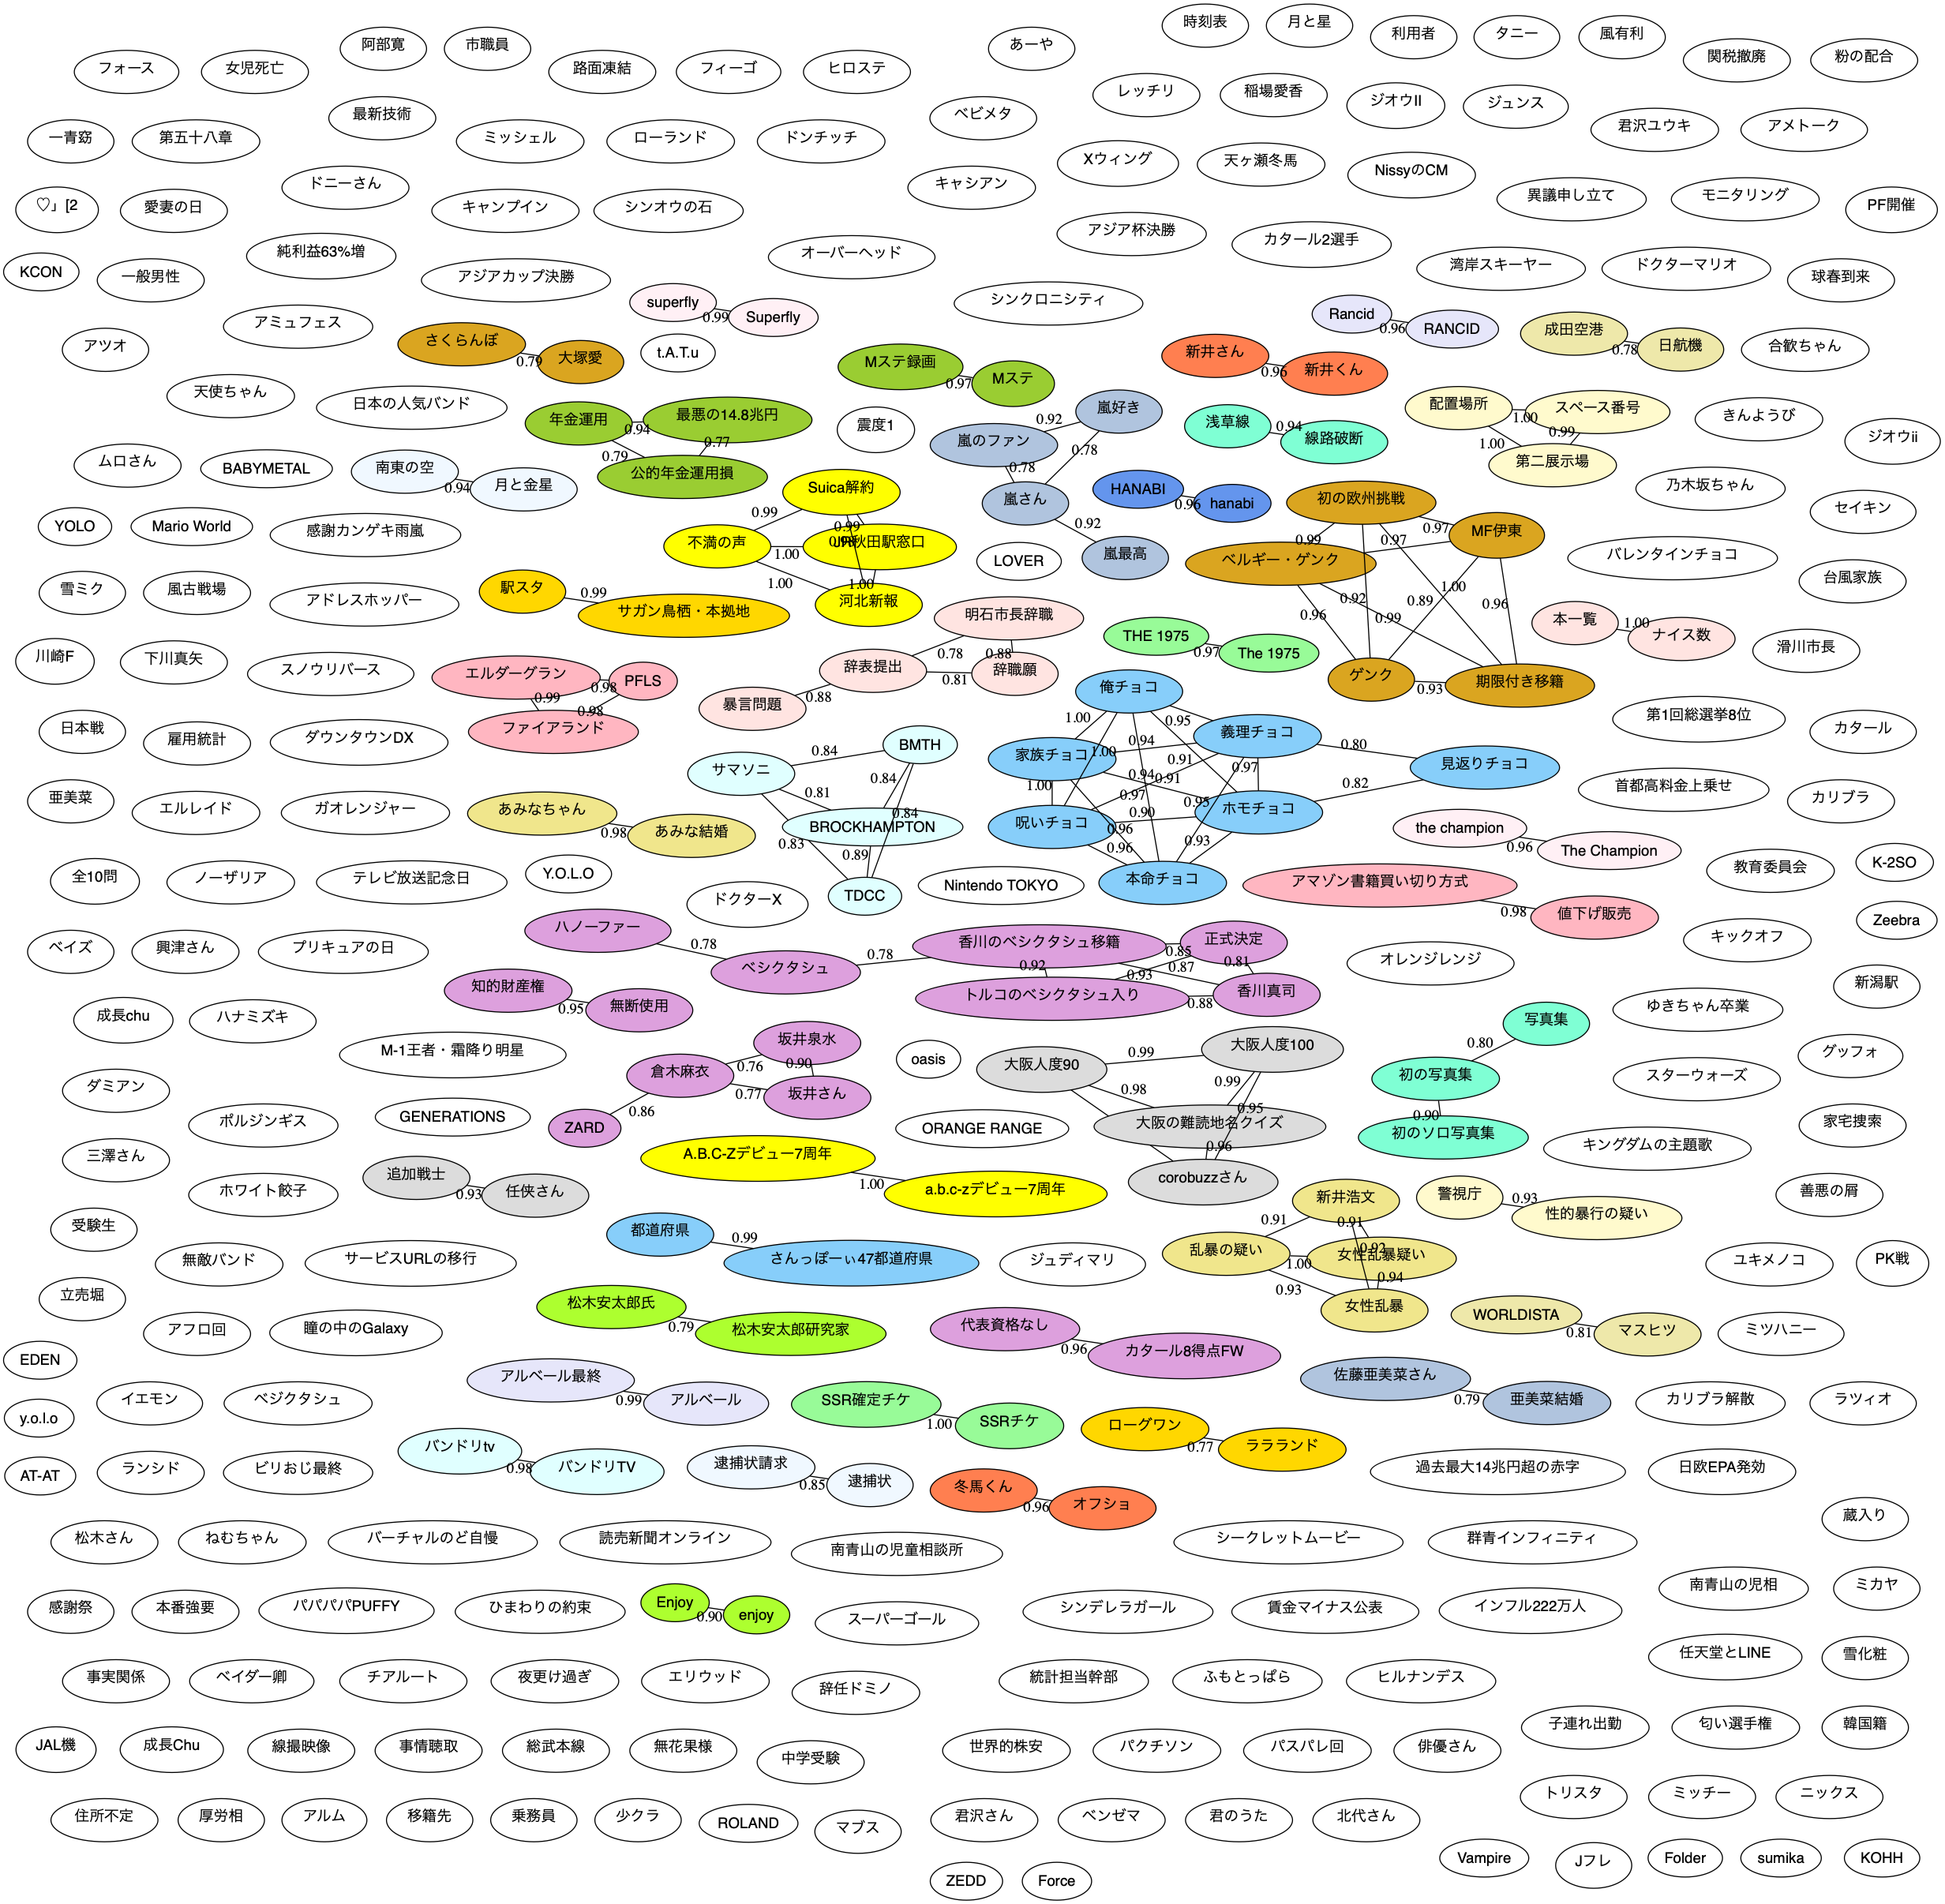 時刻表
月と星
利用者
タニー
風有利
阿部寛
市職員
あーや
関税撤廃
粉の配合
フォース
女児死亡
路面凍結
フィーゴ
ヒロステ
レッチリ
稲場愛香
ジオウII
ジュンス
最新技術
ベビメタ
君沢ユウキ
アメトーク
一青窈
第五十八章
ミッシェル
ローランド
ドンチッチ
Xウィング
天ヶ瀬冬馬
NissyのCM
ドニーさん
キャシアン
異議申し立て
モニタリング
PF開催
♡」[2
愛妻の日
キャンプイン
シンオウの石
アジア杯決勝
カタール2選手
純利益63%増
オーバーヘッド
湾岸スキーヤー
ドクターマリオ
KCON
一般男性
アジアカップ決勝
球春到来
superfly
0.99
Superfly
シンクロニシティ
Rancid
0.96
RANCID
アミュフェス
さくらんぼ
0.79
大塚愛
t.A.T.u
成田空港
0.78
日航機
合歓ちゃん
アツオ
Mステ録画
0.97
Mステ
新井さん
0.96
新井くん
天使ちゃん
日本の人気バンド
年金運用
0.94
最悪の14.8兆円
0.79
0.77
公的年金運用損
震度1
嵐好き
0.92
嵐のファン
0.78
0.78
嵐さん
0.92
嵐最高
浅草線
0.94
線路破断
配置場所
1.00
スペース番号
1.00
0.99
第二展示場
きんようび
ジオウii
ムロさん
BABYMETAL
南東の空
0.94
月と金星
Suica解約
0.99
0.99
0.98
不満の声
1.00
JR秋田駅窓口
1.00
1.00
河北新報
HANABI
0.96
hanabi
初の欧州挑戦
0.97
MF伊東
0.99
0.97
ベルギー・ゲンク
1.00
0.92
0.89
0.96
0.96
0.99
ゲンク
0.93
期限付き移籍
乃木坂ちゃん
セイキン
YOLO
Mario World
感謝カンゲキ雨嵐
LOVER
バレンタインチョコ
台風家族
雪ミク
風古戦場
アドレスホッパー
駅スタ
0.99
サガン鳥栖・本拠地
明石市長辞職
0.78
0.88
辞表提出
0.81
辞職願
0.88
暴言問題
THE 1975
0.97
The 1975
本一覧
1.00
ナイス数
滑川市長
川崎F
下川真矢
スノウリバース
エルダーグラン
0.98
PFLS
0.99
0.98
ファイアランド
俺チョコ
1.00
0.95
0.94
1.00
0.91
義理チョコ
0.80
家族チョコ
見返りチョコ
0.94
0.91
0.97
0.97
0.95
0.82
1.00
ホモチョコ
呪いチョコ
0.90
0.96
0.96
0.93
本命チョコ
第1回総選挙8位
カタール
日本戦
雇用統計
ダウンタウンDX
BMTH
0.84
サマソニ
0.84
0.81
0.84
BROCKHAMPTON
0.83
0.89
TDCC
首都高料金上乗せ
カリブラ
亜美菜
エルレイド
ガオレンジャー
あみなちゃん
0.98
あみな結婚
the champion
0.96
The Champion
教育委員会
K-2SO
全10問
ノーザリア
テレビ放送記念日
Y.O.L.O
ドクターX
Nintendo TOKYO
アマゾン書籍買い切り方式
0.98
値下げ販売
Zeebra
ベイズ
興津さん
プリキュアの日
ハノーファー
0.78
ベシクタシュ
0.78
香川のベシクタシュ移籍
0.85
正式決定
0.92
0.93
0.87
0.81
トルコのベシクタシュ入り
0.88
香川真司
オレンジレンジ
キックオフ
新潟駅
知的財産権
0.95
無断使用
成長chu
ハナミズキ
ゆきちゃん卒業
M-1王者・霜降り明星
坂井泉水
0.76
0.90
倉木麻衣
0.77
坂井さん
0.86
ZARD
oasis
大阪人度90
0.99
大阪人度100
0.98
0.99
0.95
大阪の難読地名クイズ
0.96
corobuzzさん
写真集
0.80
初の写真集
0.90
初のソロ写真集
グッフォ
ダミアン
スターウォーズ
ポルジンギス
GENERATIONS
ORANGE RANGE
家宅捜索
三澤さん
キングダムの主題歌
A.B.C-Zデビュー7周年
1.00
a.b.c-zデビュー7周年
追加戦士
0.93
任侠さん
ホワイト餃子
新井浩文
0.91
0.91
0.92
乱暴の疑い
1.00
女性乱暴疑い
0.93
0.94
女性乱暴
警視庁
0.93
性的暴行の疑い
善悪の屑
受験生
都道府県
0.99
さんっぽーぃ47都道府県
無敵バンド
サービスURLの移行
ジュディマリ
ユキメノコ
PK戦
立売堀
松木安太郎氏
0.79
松木安太郎研究家
代表資格なし
0.96
カタール8得点FW
WORLDISTA
0.81
マスヒツ
ミツハニー
アフロ回
瞳の中のGalaxy
EDEN
アルベール最終
0.99
アルベール
佐藤亜美菜さん
0.79
亜美菜結婚
イエモン
ベジクタシュ
SSR確定チケ
1.00
SSRチケ
カリブラ解散
ラツィオ
y.o.l.o
ローグワン
0.77
ララランド
バンドリtv
0.98
バンドリTV
逮捕状請求
0.85
逮捕状
AT-AT
ランシド
ビリおじ最終
過去最大14兆円超の赤字
日欧EPA発効
冬馬くん
0.96
オフショ
蔵入り
松木さん
ねむちゃん
バーチャルのど自慢
読売新聞オンライン
南青山の児童相談所
シークレットムービー
群青インフィニティ
南青山の児相
ミカヤ
感謝祭
本番強要
パパパパPUFFY
ひまわりの約束
Enjoy
0.90
enjoy
スーパーゴール
シンデレラガール
賃金マイナス公表
インフル222万人
任天堂とLINE
雪化粧
事実関係
ベイダー卿
チアルート
夜更け過ぎ
エリウッド
辞任ドミノ
統計担当幹部
ふもとっぱら
ヒルナンデス
子連れ出勤
匂い選手権
韓国籍
JAL機
成長Chu
線撮映像
事情聴取
総武本線
無花果様
中学受験
世界的株安
パクチソン
パスパレ回
俳優さん
トリスタ
ミッチー
ニックス
住所不定
厚労相
アルム
移籍先
乗務員
少クラ
ROLAND
マブス
君沢さん
ベンゼマ
君のうた
北代さん
Vampire
Jフレ
Folder
sumika
KOHH
ZEDD
Force